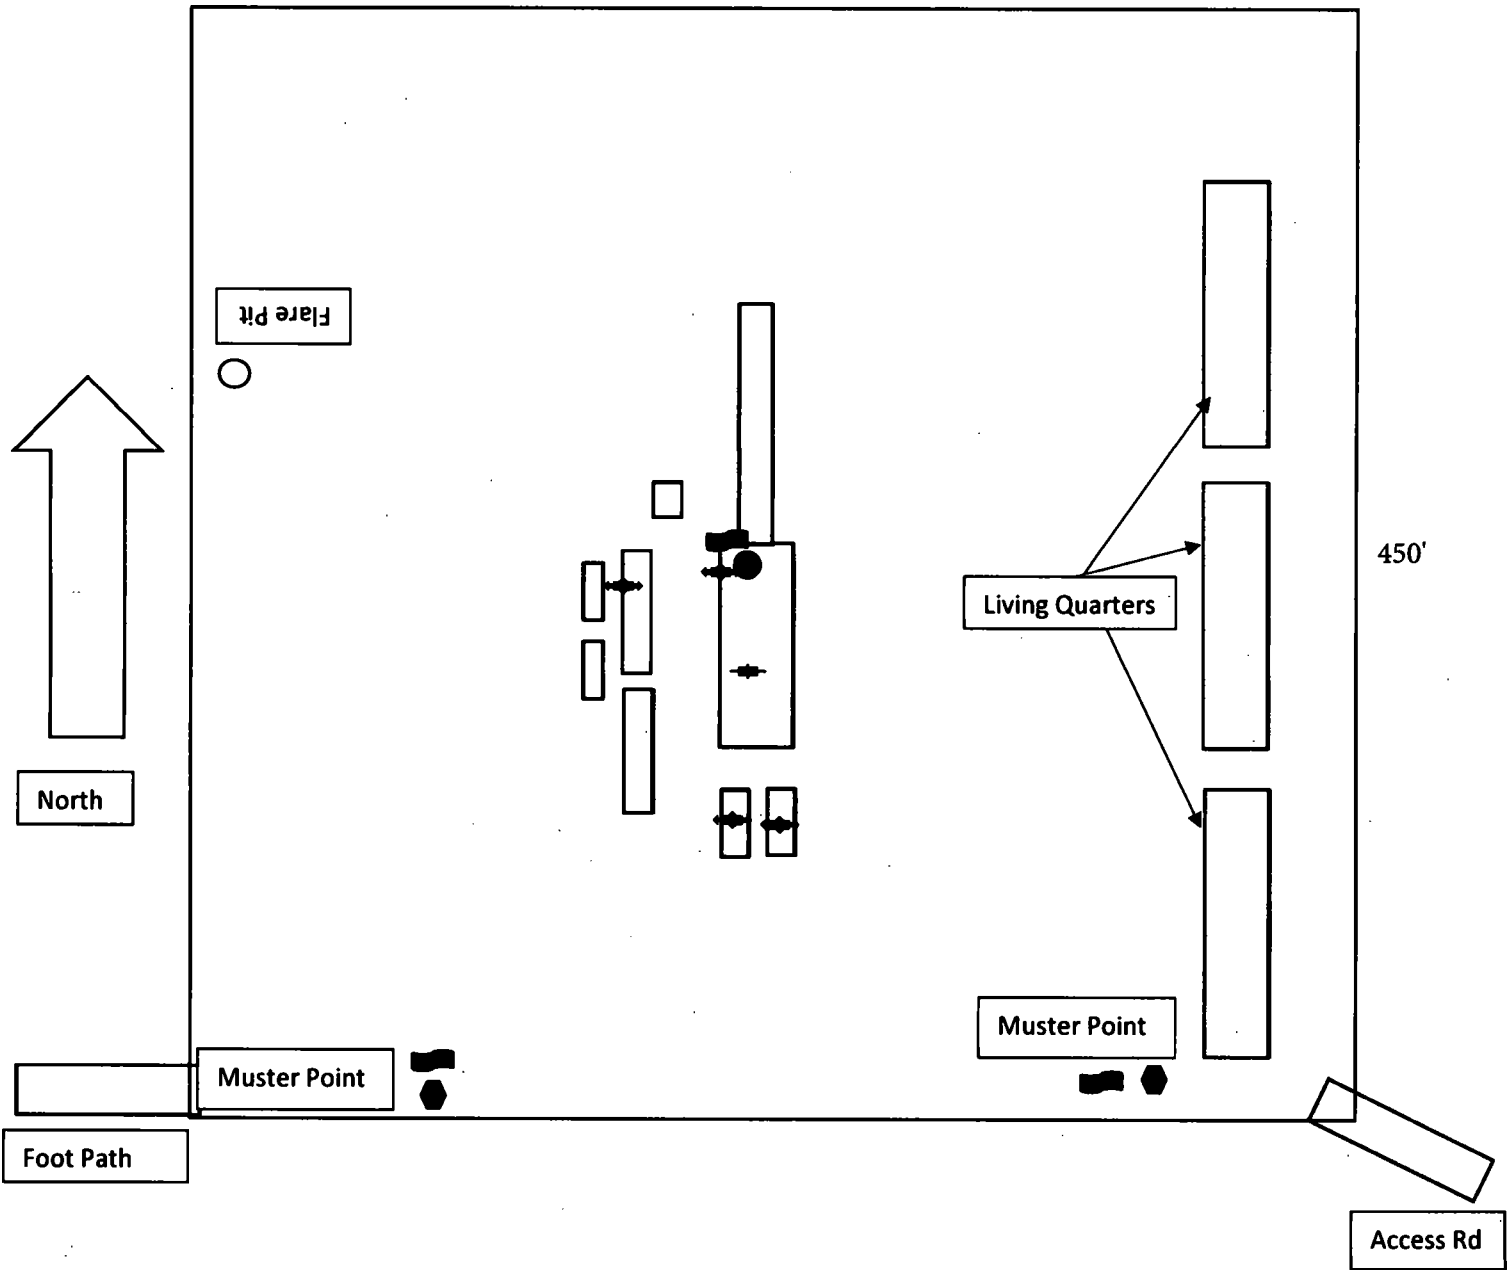 Flare Pit
450'
Living Quarters
North
Muster Point
Muster Point
Foot Path
Access Rd